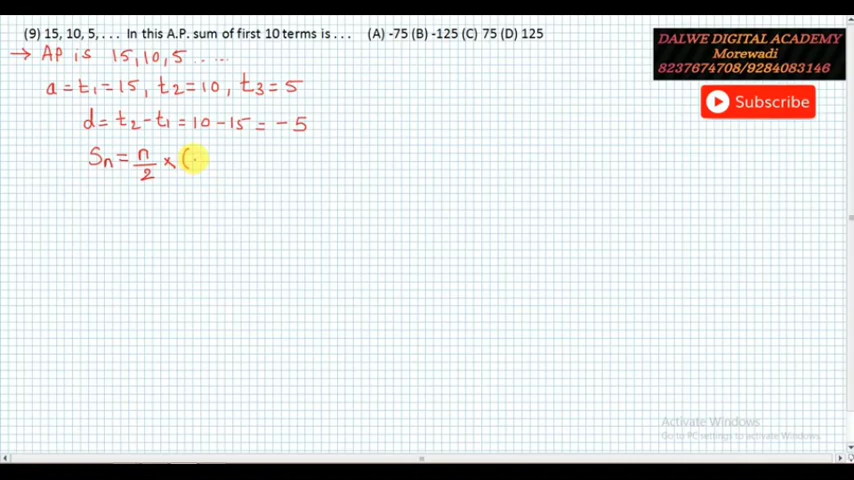 (9) 15, 10, 5, . . . In this A.P. sum of first 10 terms is . . . (A) -75 (B) -125 (C) 75 (D) 125
→ AP is 15, 10, 5 .....
a = t₁ = 15, t₂ = 10, t₃ = 5
d = t₂ - t₁ = 10 - 15 = - 5
Sₙ = n/2 × (
DALWE DIGITAL ACADEMY
Morewadi
8237674708/9284083146
Subscribe
Activate Windows
Go to PC settings to activate Windows.